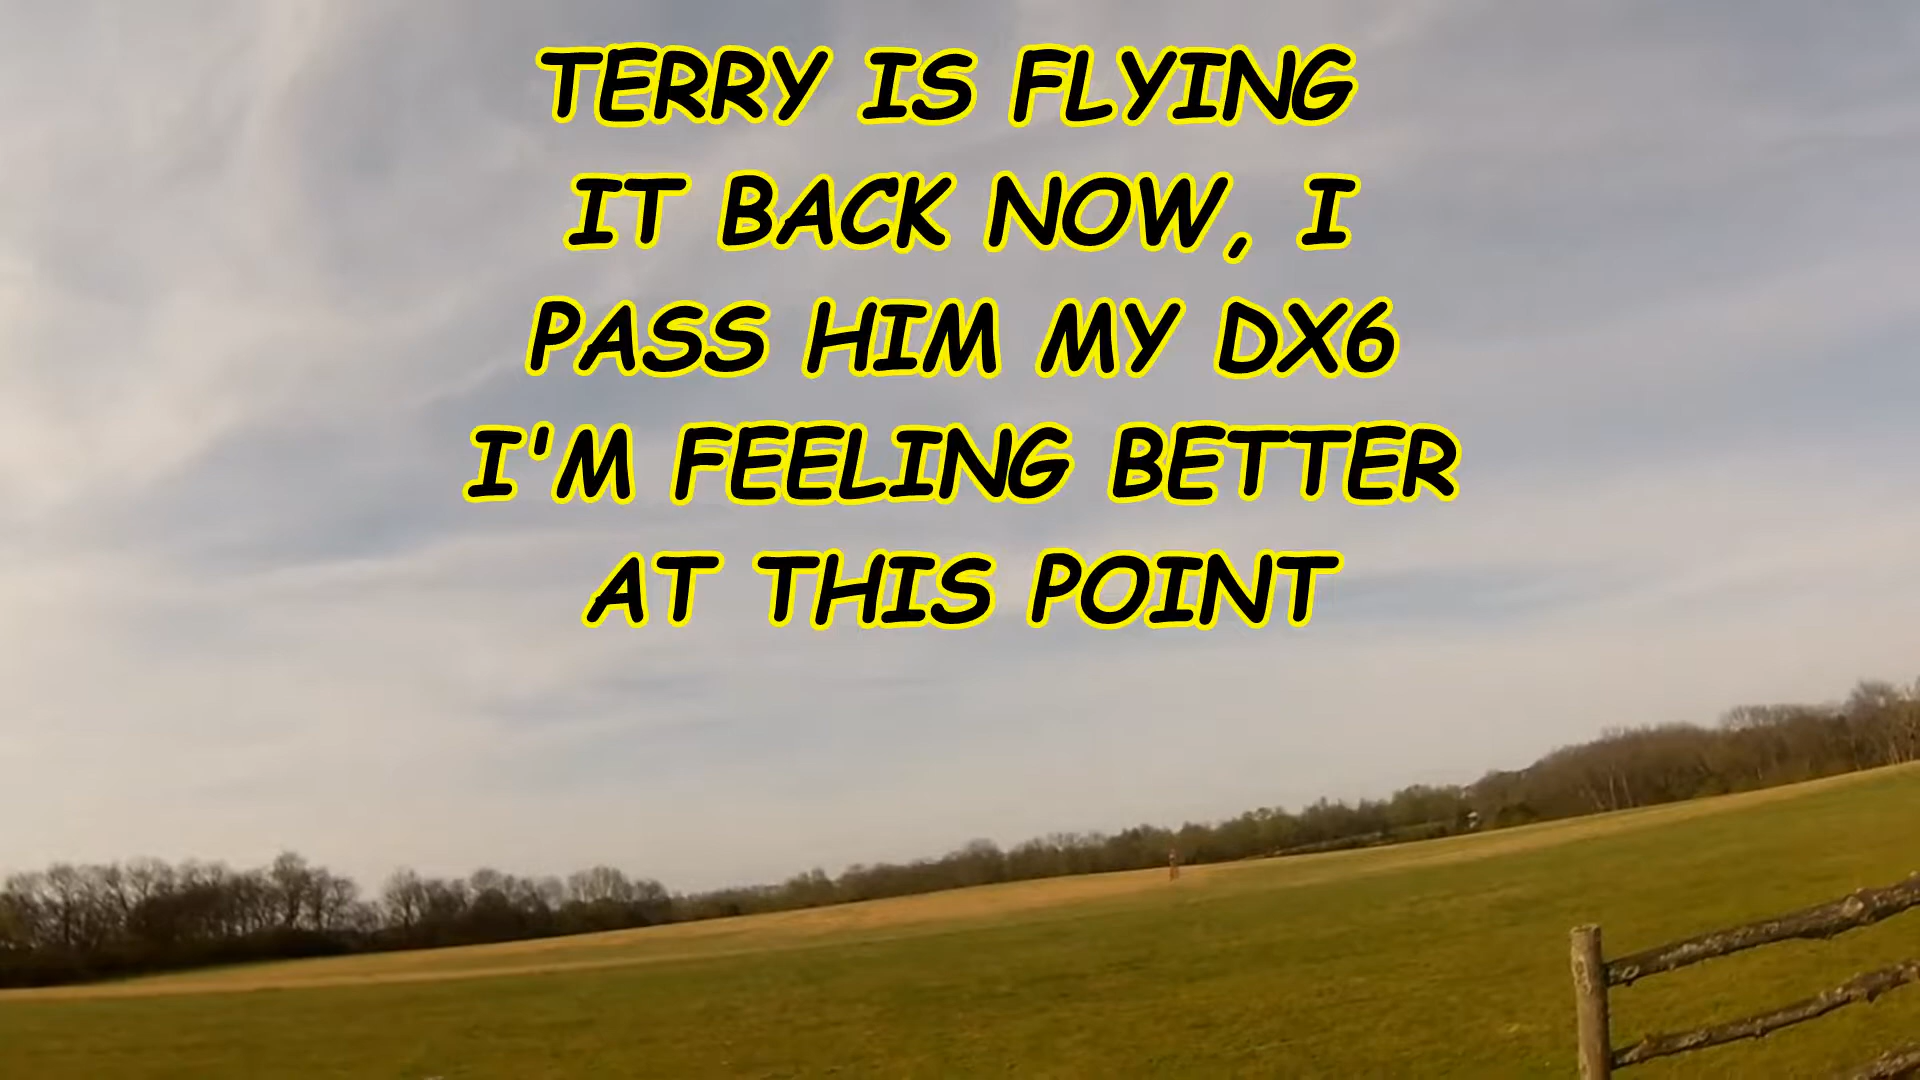 TERRY IS FLYING
IT BACK NOW, I
PASS HIM MY DX6
I'M FEELING BETTER
AT THIS POINT